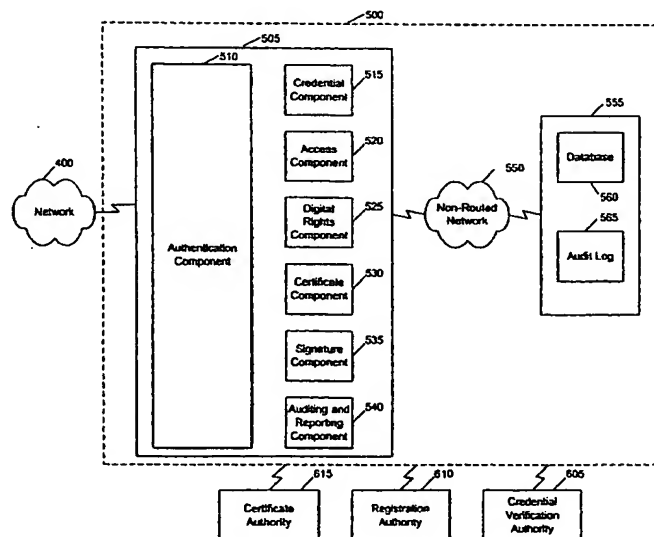 500
505
510
515
Credential
Component
520
Access
Component
525
Digital
Rights
Component
530
Certificate
Component
535
Signature
Component
540
Auditing and
Reporting
Component
Authentication
Component
400
Network
550
Non-Routed
Network
555
Database
560
565
Audit Log
615
Certificate
Authority
610
Registration
Authority
605
Credential
Verification
Authority